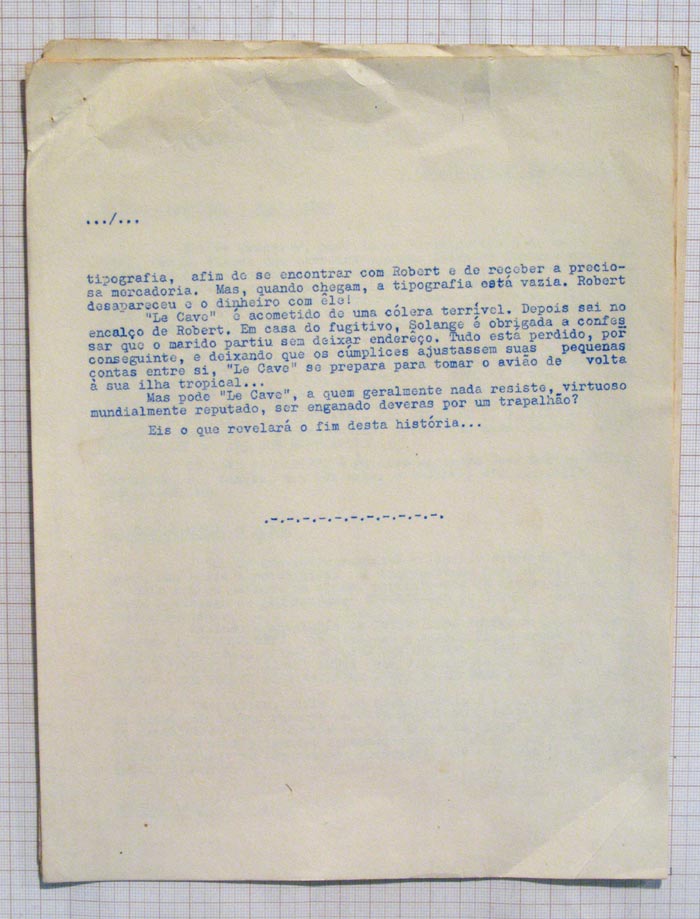 .../...
tipografia, afim de se encontrar com Robert e de receber a precio-
sa mercadoria. Mas, quando chegam, a tipografia está vazia. Robert
desapareceu e o dinheiro com êle!
"Le Cave" é acometido de uma cólera terrível. Depois sai no
encalço de Robert. Em casa do fugitivo, Solange é obrigada a confes
sar que o marido partiu sem deixar enderêço. Tudo está perdido, por
conseguinte, e deixando que os cúmplices ajustassem suas pequenas
contas entre si, "Le Cave" se prepara para tomar o avião de volta
à sua ilha tropical...
Mas pode "Le Cave", a quem geralmente nada resiste, virtuoso
mundialmente reputado, ser enganado deveras por um trapalhão?
Eis o que revelará o fim desta história...
.-.-.-.-.-.-.-.-.-.-.-.